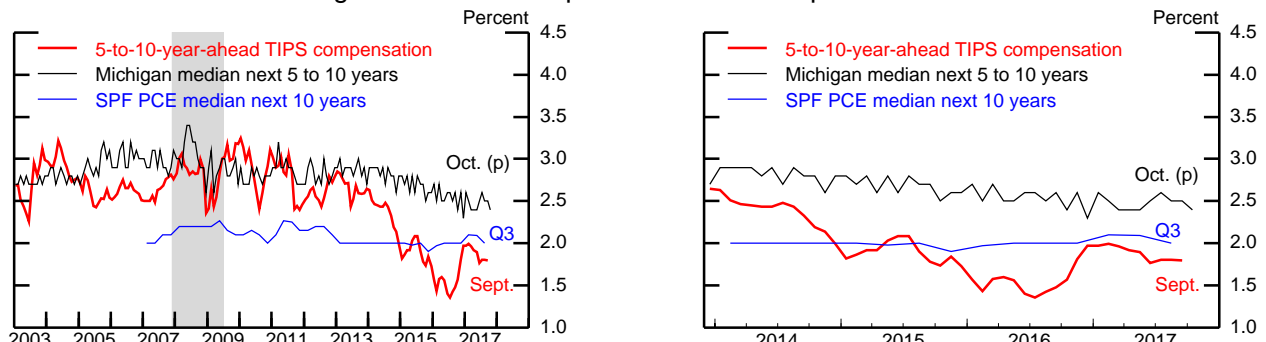 Percent
4.5
5-to-10-year-ahead TIPS compensation
Michigan median next 5 to 10 years
4.0
SPF PCE median next 10 years
3.5
Oct. (p)
3.0
2.5
Q3
2.0
Sept.
1.5
1.0
2003 2005 2007 2009 2011 2013 2015 2017
Percent
4.5
5-to-10-year-ahead TIPS compensation
Michigan median next 5 to 10 years
4.0
SPF PCE median next 10 years
3.5
3.0
Oct. (p)
2.5
Q3
2.0
Sept.
1.5
1.0
2014 2015 2016 2017